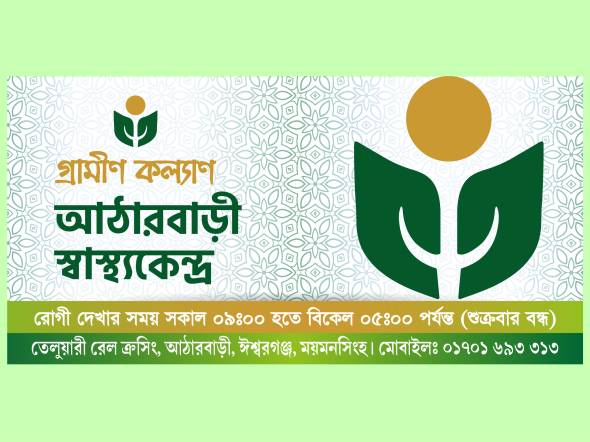 গ্রামীণ কল্যাণ
আঠারবাড়ী
স্বাস্থ্যকেন্দ্র
রোগী দেখার সময় সকাল ০৯ঃ০০ হতে বিকেল ০৫ঃ০০ পর্যন্ত (শুক্রবার বন্ধ)
তেলুয়ারী রেল ক্রসিং, আঠারবাড়ী, ঈশ্বরগঞ্জ, ময়মনসিংহ। মোবাইলঃ ০১৭০১ ৬৯৩ ৩১৩